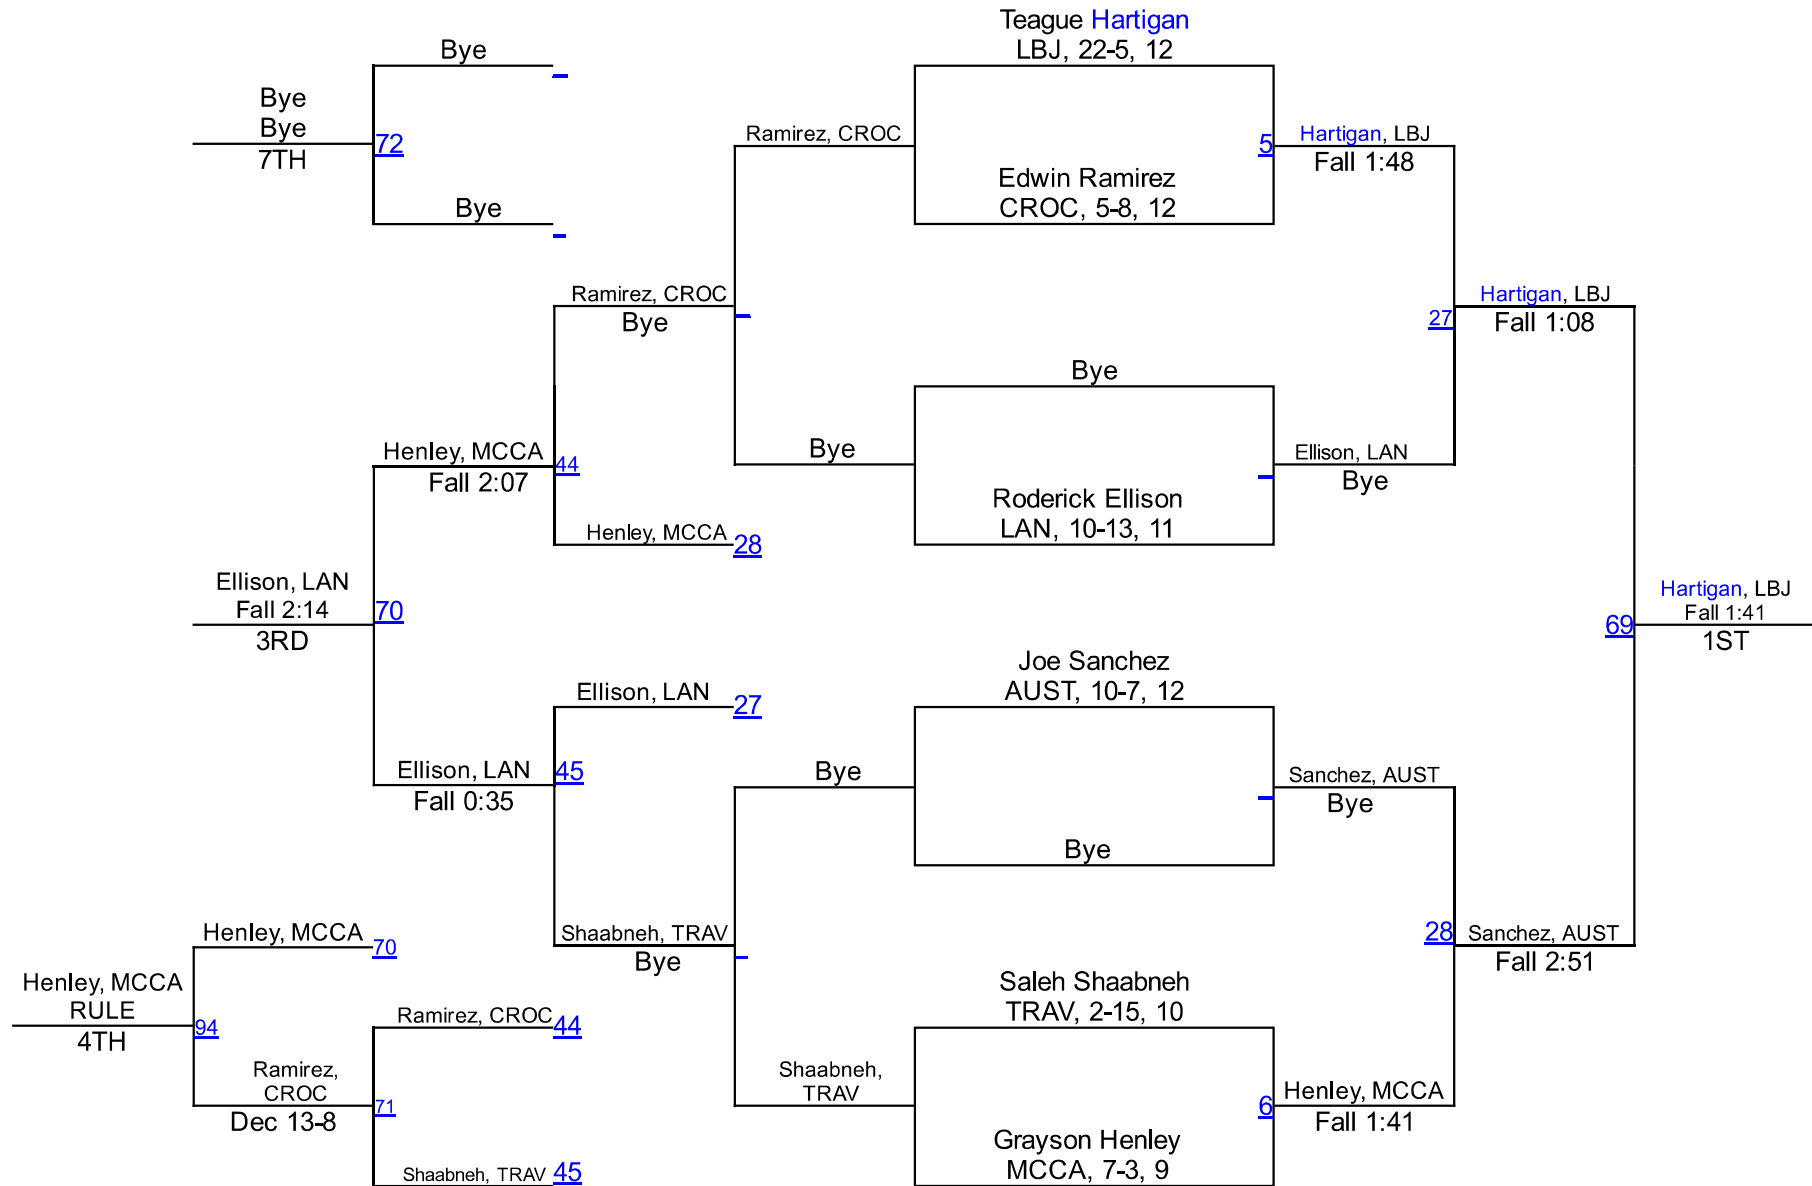 Teague Hartigan
LBJ, 22-5, 12
Bye
Bye
Bye
7TH
72
Bye
Ramirez, CROC
5
Hartigan, LBJ
Fall 1:48
Edwin Ramirez
CROC, 5-8, 12
Ramirez, CROC
Bye
Hartigan, LBJ
27
Fall 1:08
Bye
Henley, MCCA
44
Fall 2:07
Bye
Ellison, LAN
Bye
Roderick Ellison
LAN, 10-13, 11
Henley, MCCA
28
Ellison, LAN
Fall 2:14
70
3RD
Hartigan, LBJ
Fall 1:41
69
1ST
Joe Sanchez
AUST, 10-7, 12
Ellison, LAN
27
Ellison, LAN
45
Fall 0:35
Bye
Sanchez, AUST
Bye
Bye
Henley, MCCA
70
Shaabneh, TRAV
Bye
28
Sanchez, AUST
Fall 2:51
Saleh Shaabneh
TRAV, 2-15, 10
Henley, MCCA
RULE
94
4TH
Ramirez, CROC
44
Ramirez,
CROC
71
Dec 13-8
Shaabneh,
TRAV
6
Henley, MCCA
Fall 1:41
Grayson Henley
MCCA, 7-3, 9
Shaabneh, TRAV
45